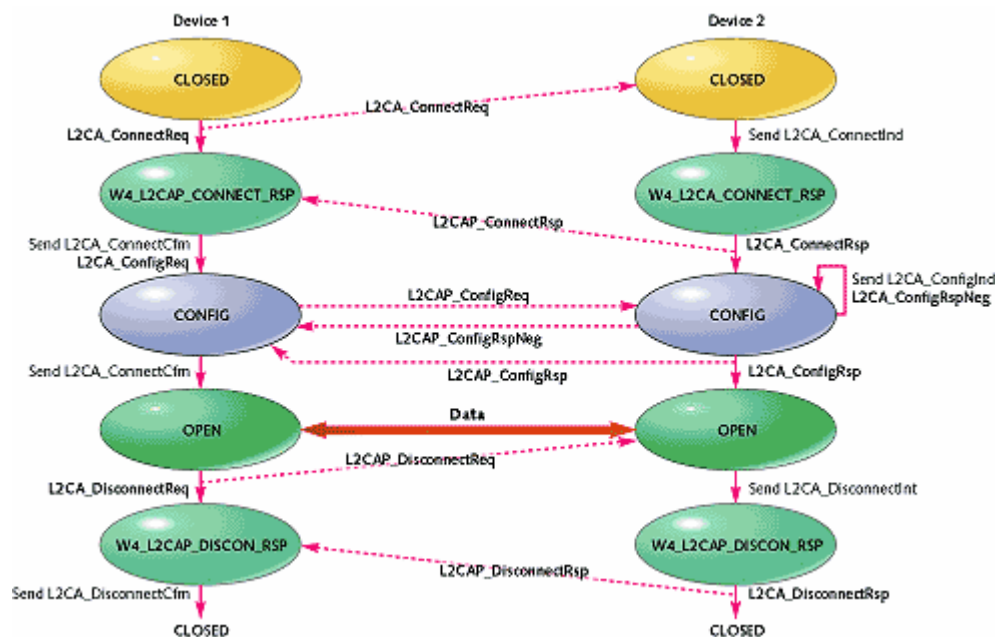 Device 1
Device 2
CLOSED
CLOSED
L2CA_ConnectReq
L2CA_ConnectReq
Send L2CA_ConnectInd
W4_L2CAP_CONNECT_RSP
W4_L2CA_CONNECT_RSP
L2CAP_ConnectRsp
Send L2CA_ConnectCfm
L2CA_ConfigReq
L2CA_ConnectRsp
Send L2CA_ConfigInd
L2CA_ConfigRspNeg
L2CAP_ConfigReq
CONFIG
CONFIG
L2CAP_ConfigRspNeg
Send L2CA_ConnectCfm
L2CAP_ConfigRsp
L2CA_ConfigRsp
Data
OPEN
OPEN
L2CAP_DisconnectReq
L2CA_DisconnectReq
Send L2CA_DisconnectInt
W4_L2CAP_DISCON_RSP
W4_L2CAP_DISCON_RSP
L2CAP_DisconnectRsp
Send L2CA_DisconnectCfm
L2CA_DisconnectRsp
CLOSED
CLOSED